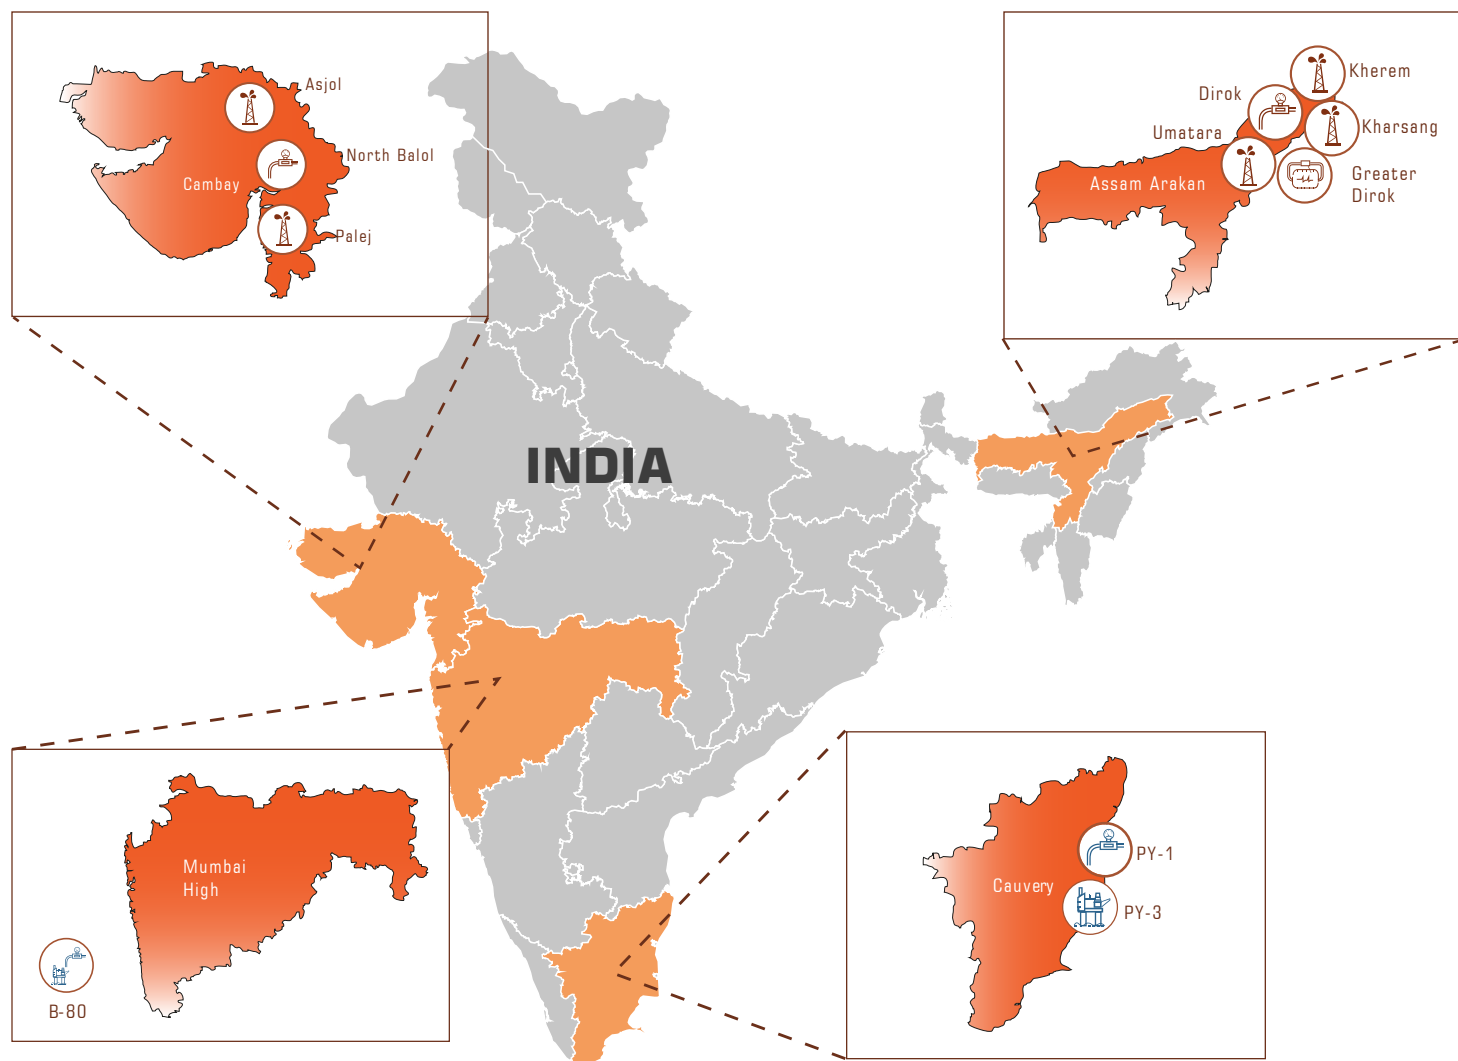 Asjol
North Balol
Cambay
Palej
Kherem
Dirok
Kharsang
Umatara
Assam Arakan
Greater
Dirok
INDIA
Mumbai
High
B-80
PY-1
Cauvery
PY-3